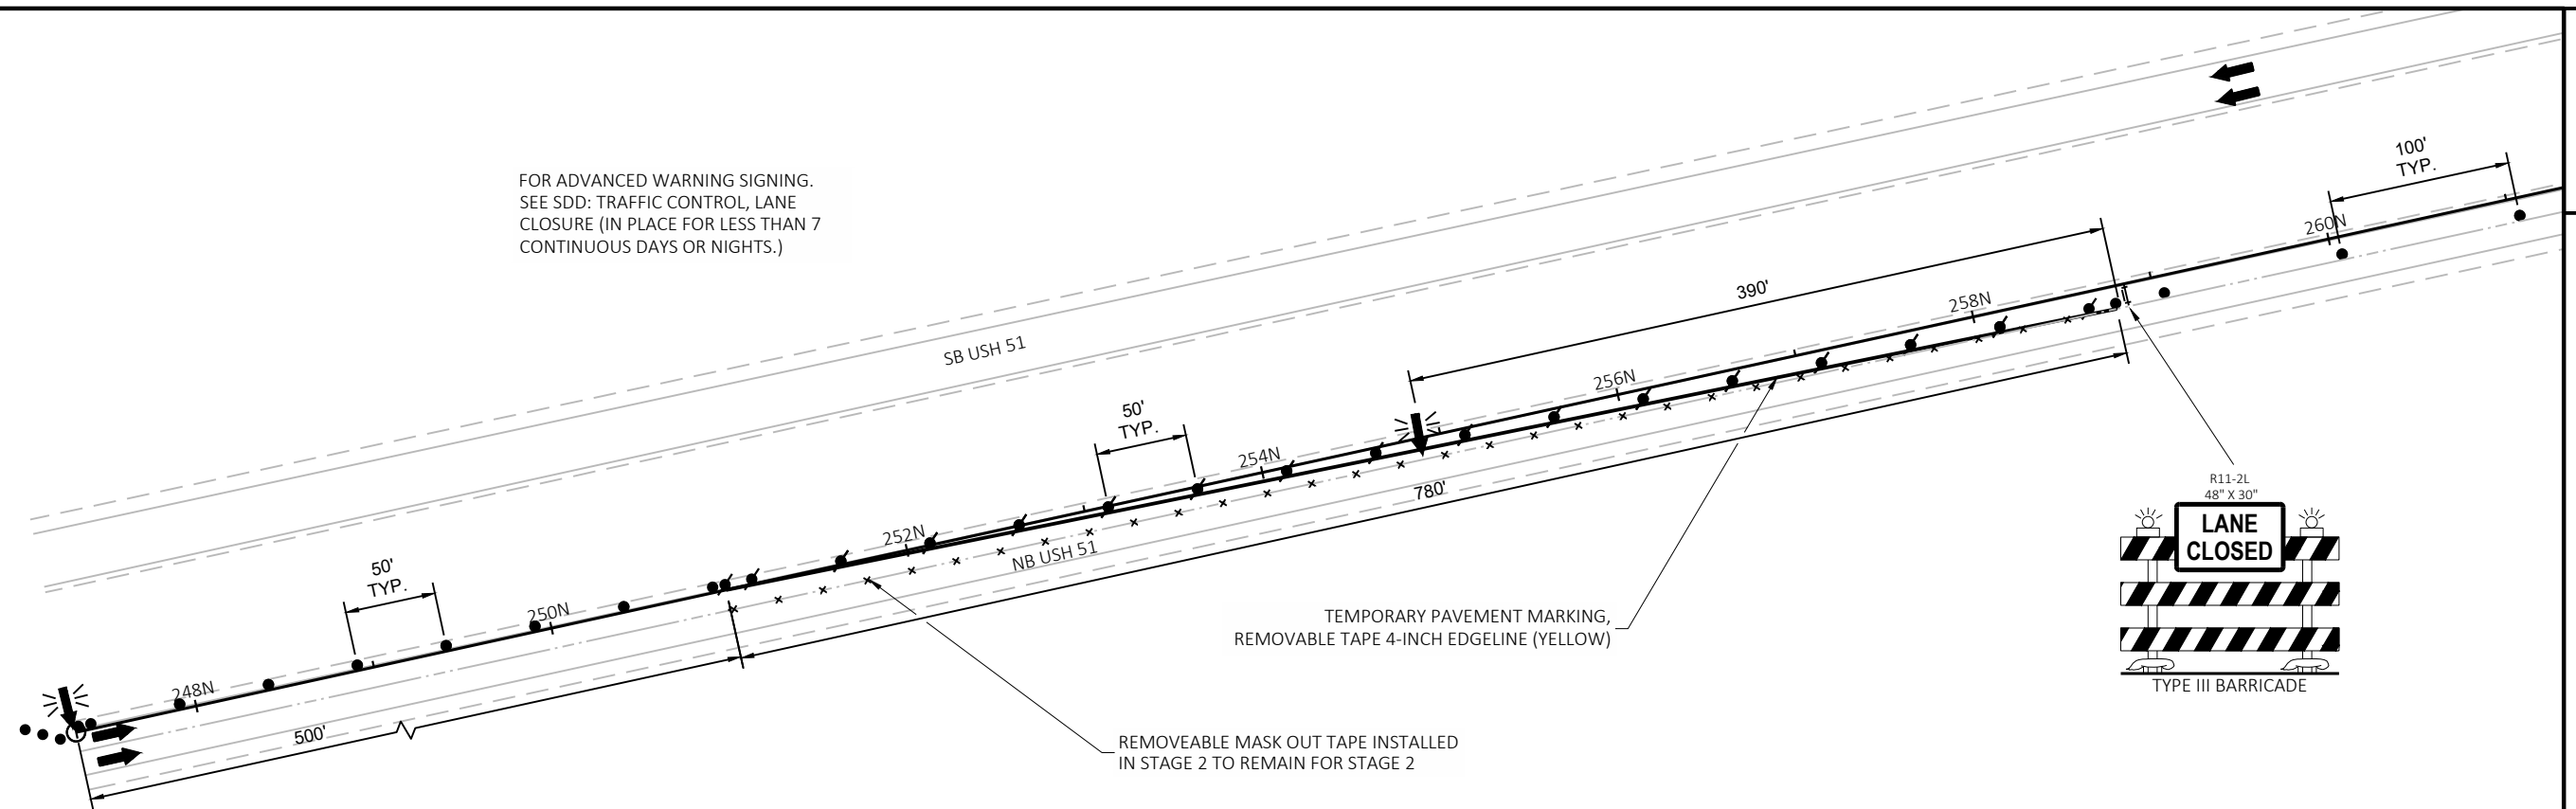 FOR ADVANCED WARNING SIGNING.
SEE SDD: TRAFFIC CONTROL, LANE
CLOSURE (IN PLACE FOR LESS THAN 7
CONTINUOUS DAYS OR NIGHTS.)
100'
TYP.
260N
258N
390'
256N
SB USH 51
50'
TYP.
254N
252N
780'
NB USH 51
50'
TYP.
250N
248N
500'
R11-2L
48" X 30"
LANE
CLOSED
TYPE III BARRICADE
TEMPORARY PAVEMENT MARKING,
REMOVABLE TAPE 4-INCH EDGELINE (YELLOW)
REMOVEABLE MASK OUT TAPE INSTALLED
IN STAGE 2 TO REMAIN FOR STAGE 2